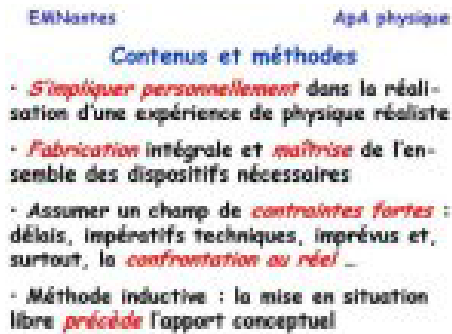 EMNantes ApA physique
Contenus et méthodes
· S'impliquer personnellement dans la réali-
sation d'une expérience de physique réaliste
· Fabrication intégrale et maîtrise de l'en-
semble des dispositifs nécessaires
· Assumer un champ de contraintes fortes :
délais, impératifs techniques, imprévus et,
surtout, la confrontation au réel …
· Méthode inductive : la mise en situation
libre précède l'apport conceptuel